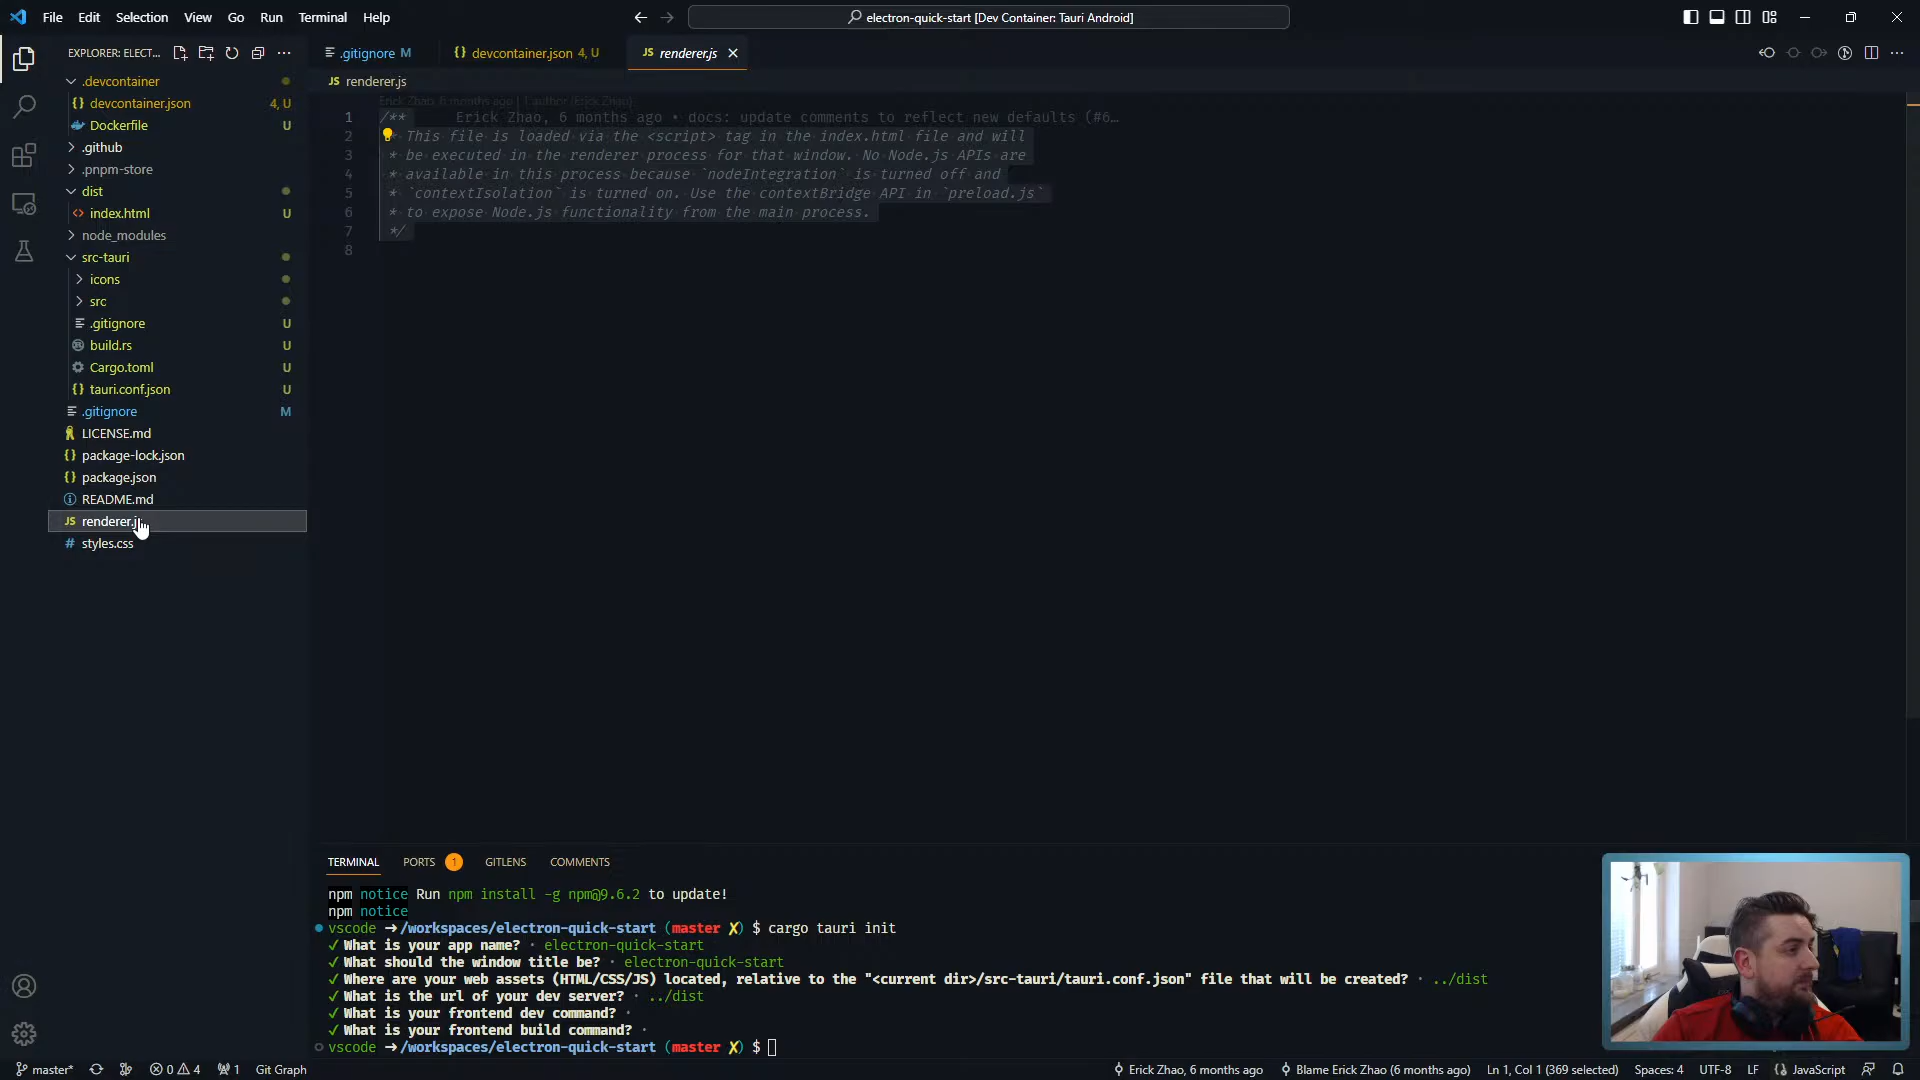 File Edit Selection View Go Run Terminal Help
electron-quick-start [Dev Container: Tauri Android]
EXPLORER: ELECT...
.gitignore M
devcontainer.json 4, U
renderer.js
renderer.js
.devcontainer
devcontainer.json 4, U
Dockerfile U
.github
.pnpm-store
dist
index.html U
node_modules
src-tauri
icons
src
.gitignore U
build.rs U
Cargo.toml U
tauri.conf.json U
.gitignore M
LICENSE.md
package-lock.json
package.json
README.md
renderer.j
styles.css
Erick Zhao, 6 months ago | 1 author (Erick Zhao)
1 /** Erick Zhao, 6 months ago • docs: update comments to reflect new defaults (#6…
2 * This file is loaded via the <script> tag in the index.html file and will
3 * be executed in the renderer process for that window. No Node.js APIs are
4 * available in this process because `nodeIntegration` is turned off and
5 * `contextIsolation` is turned on. Use the contextBridge API in `preload.js`
6 * to expose Node.js functionality from the main process.
7 */
8
TERMINAL PORTS 1 GITLENS COMMENTS
npm notice Run npm install -g npm@9.6.2 to update!
npm notice
vscode ➜ /workspaces/electron-quick-start (master ✗) $ cargo tauri init
✓ What is your app name? · electron-quick-start
✓ What should the window title be? · electron-quick-start
✓ Where are your web assets (HTML/CSS/JS) located, relative to the "<current dir>/src-tauri/tauri.conf.json" file that will be created? · ../dist
✓ What is the url of your dev server? · ../dist
✓ What is your frontend dev command? ·
✓ What is your frontend build command? ·
vscode ➜ /workspaces/electron-quick-start (master ✗) $
master* 0 4 1 Git Graph Erick Zhao, 6 months ago Blame Erick Zhao (6 months ago) Ln 1, Col 1 (369 selected) Spaces: 4 UTF-8 LF JavaScript